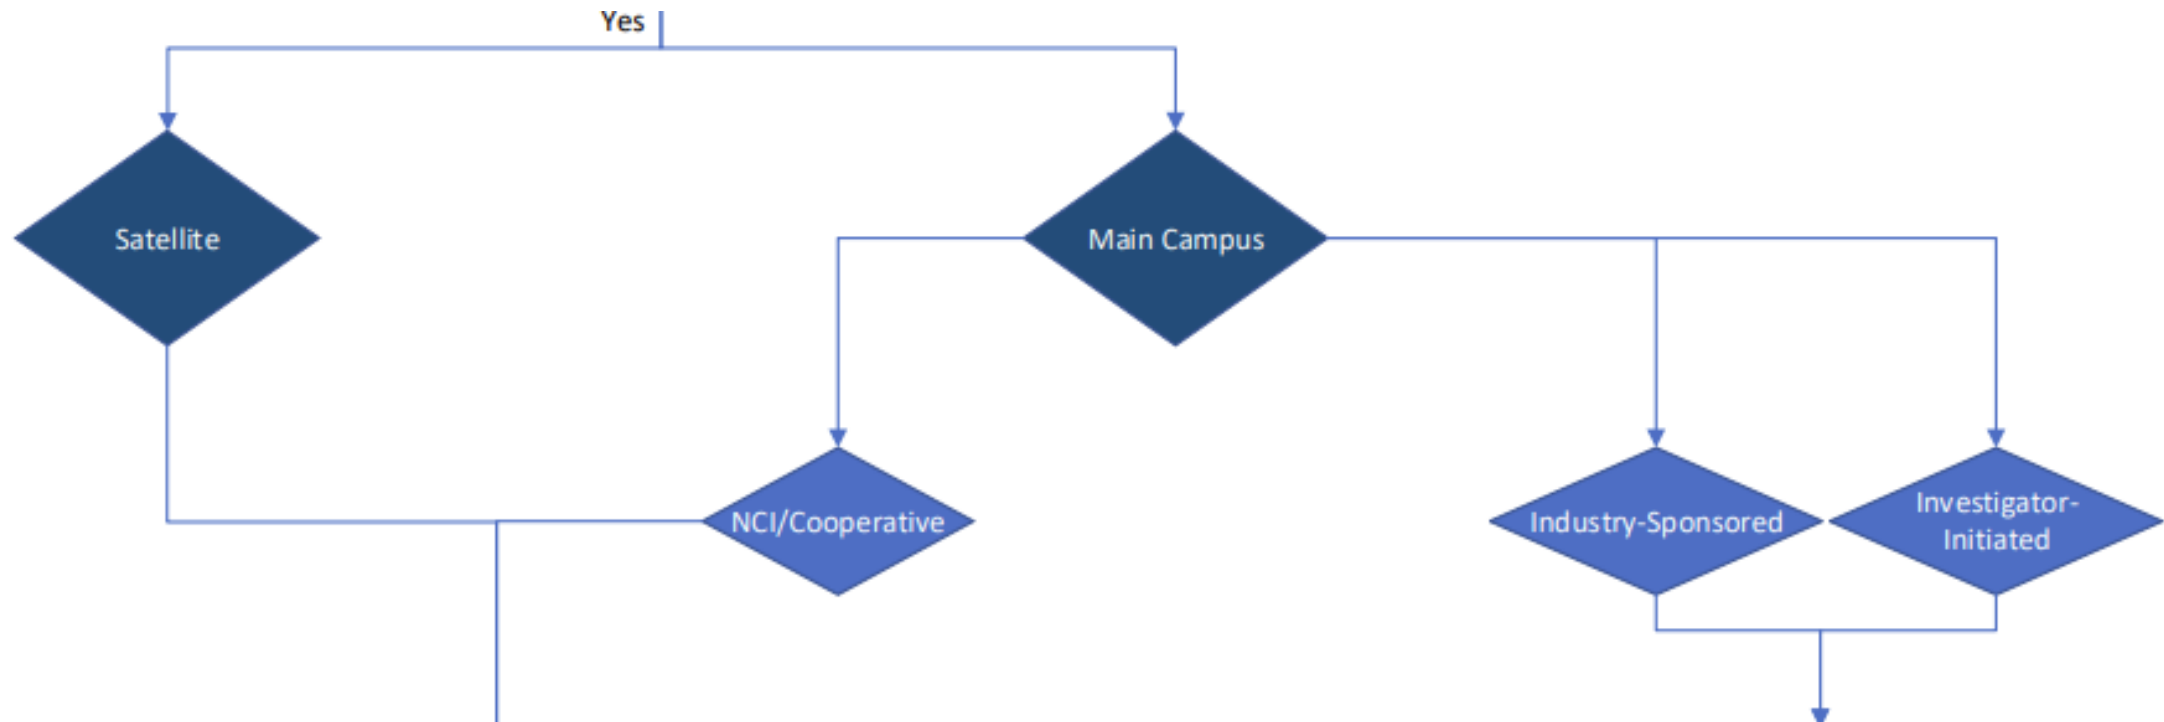 Yes
Satellite
Main Campus
NCI/Cooperative
Industry-Sponsored
Investigator-
Initiated